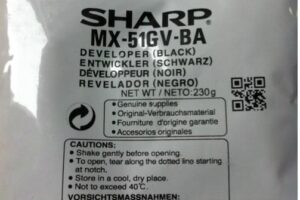 SHARP
MX-51GV-BA
DEVELOPER (BLACK)
ENTWICKLER (SCHWARZ)
DÉVELOPPEUR (NOIR)
REVELADOR (NEGRO)
NET WT / NETO: 230g
• Genuine supplies
• Original-Verbrauchsmaterial
• Fourniture d'origine garantie
• Accesorios originales
CAUTIONS:
• Shake gently before opening
• To open, tear along the dotted line starting
at notch.
• Store in a cool, dry place.
• Not to exceed 40℃.
VORSICHTSMASSNAHMEN: